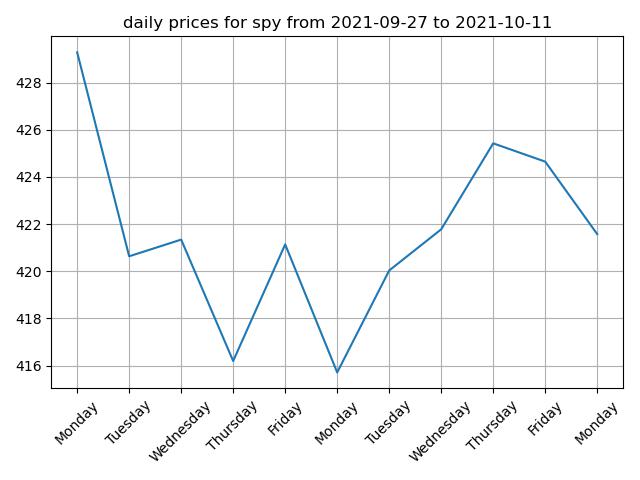 daily prices for spy from 2021-09-27 to 2021-10-11
428
426
424
422
420
418
416
Monday
Tuesday
Wednesday
Thursday
Friday
Monday
Tuesday
Wednesday
Thursday
Friday
Monday